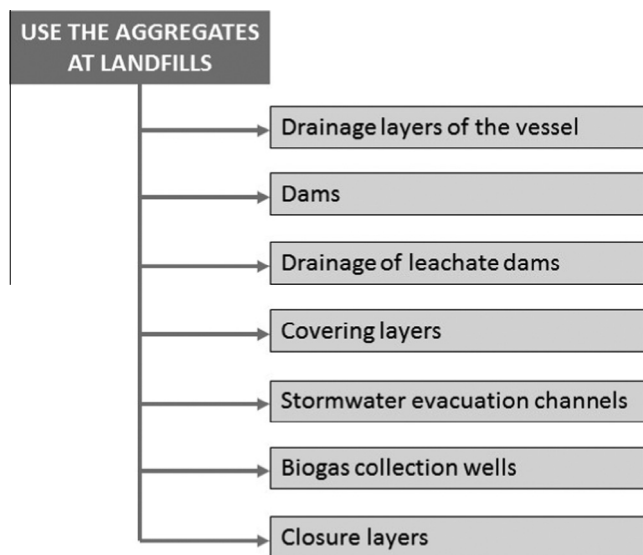 USE THE AGGREGATES
AT LANDFILLS
Drainage layers of the vessel
Dams
Drainage of leachate dams
Covering layers
Stormwater evacuation channels
Biogas collection wells
Closure layers